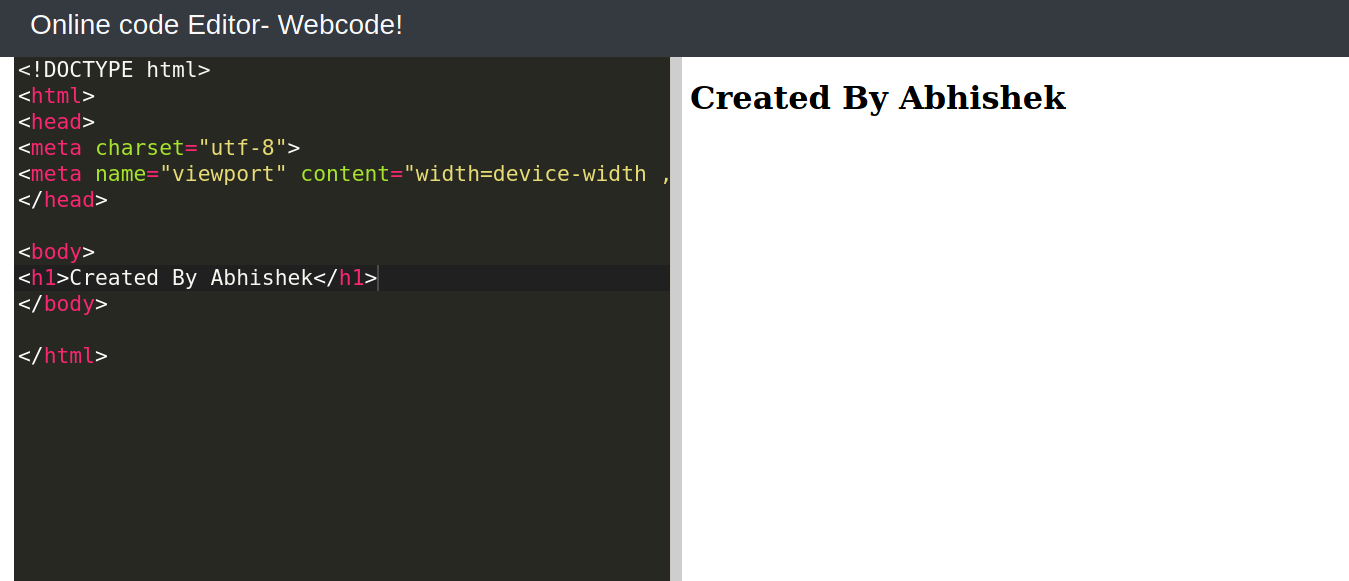 Online code Editor- Webcode!
<!DOCTYPE html>
<html>
<head>
<meta charset="utf-8">
<meta name="viewport" content="width=device-width ,
</head>
<body>
<h1>Created By Abhishek</h1>
</body>
</html>
Created By Abhishek